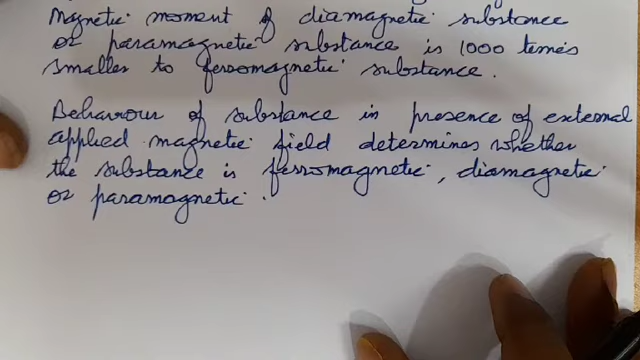 Magnetic moment of diamagnetic substance
or paramagnetic substance is 1000 times
smaller to ferromagnetic substance.
Behaviour of substance in presence of external
applied magnetic field determines whether
the substance is ferromagnetic, diamagnetic
or paramagnetic.